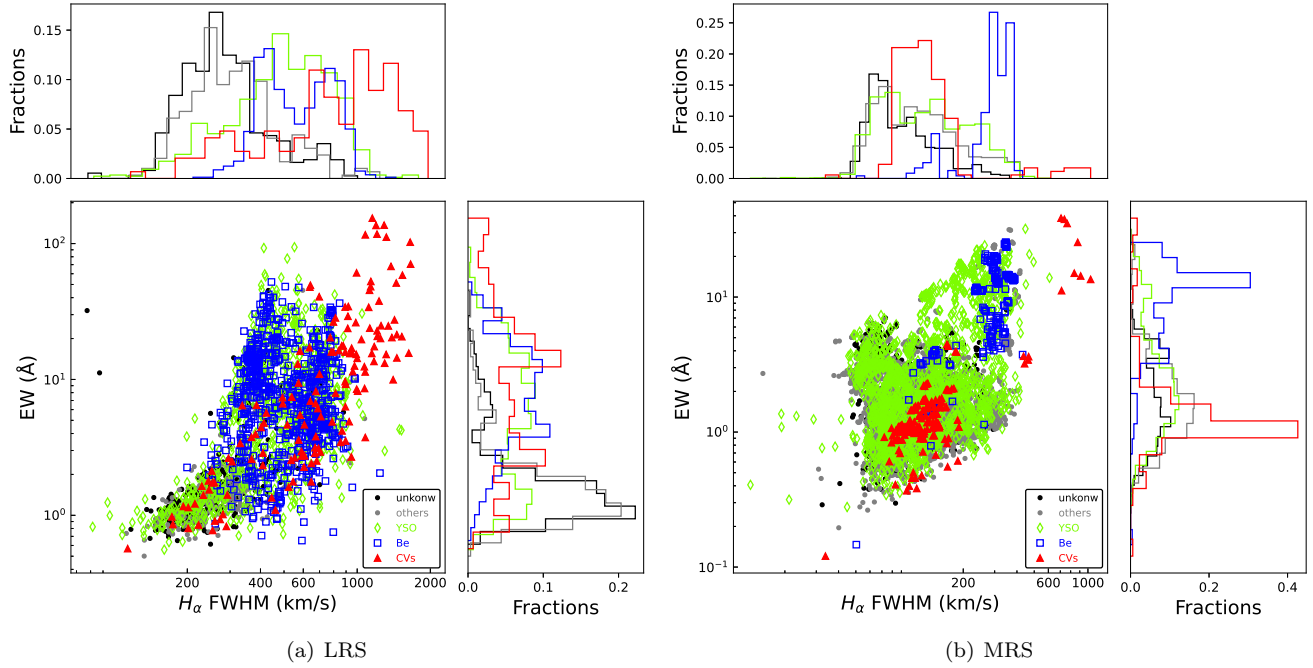 0.15
0.10
0.05
0.00
Fractions
10²
10¹
10⁰
EW (Å)
unkonw
others
YSO
Be
CVs
200 400 600 1000 2000
Hα FWHM (km/s)
0.0 0.1 0.2
Fractions
(a) LRS
0.25
0.20
0.15
0.10
0.05
0.00
Fractions
10¹
10⁰
10⁻¹
EW (Å)
unkonw
others
YSO
Be
CVs
200 600 1000
Hα FWHM (km/s)
0.0 0.2 0.4
Fractions
(b) MRS